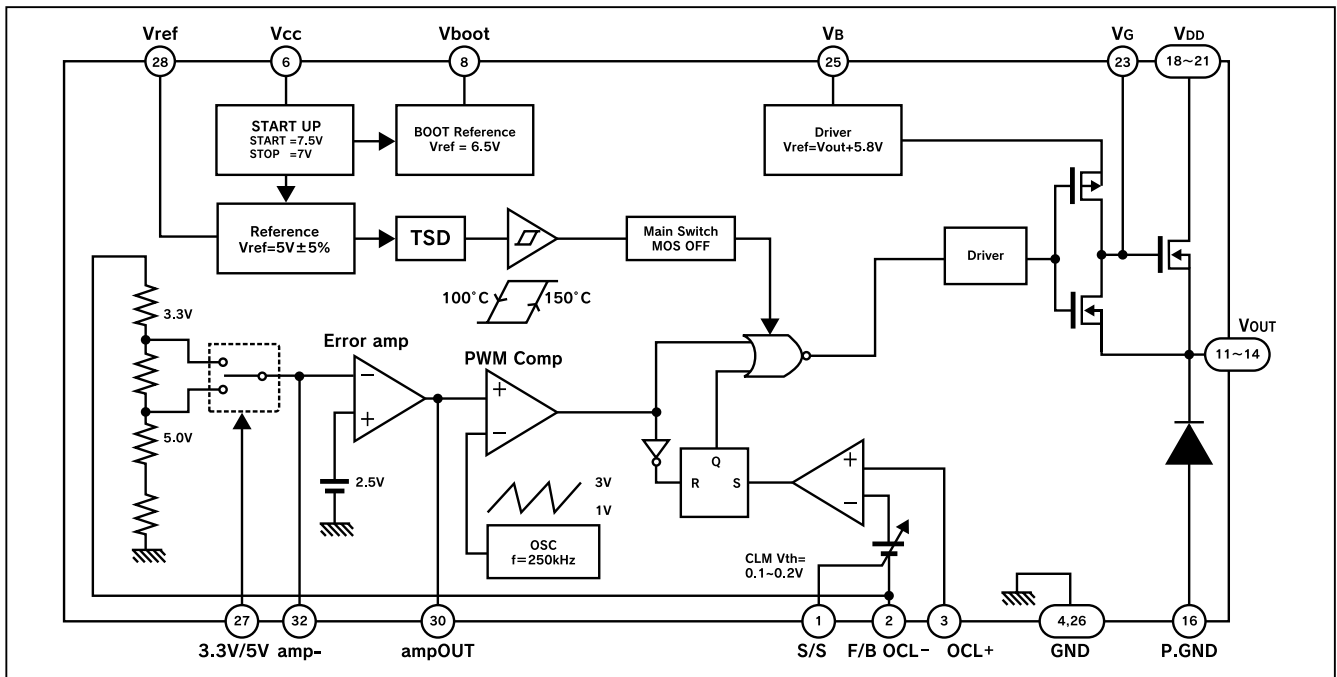 Vref
Vcc
Vboot
VB
VG
VDD
28
6
8
25
23
18~21
START UP
START =7.5V
STOP =7V
BOOT Reference
Vref = 6.5V
Driver
Vref=Vout+5.8V
Reference
Vref=5V±5%
TSD
Main Switch
MOS OFF
Driver
100°C
150°C
3.3V
VOUT
11~14
Error amp
PWM Comp
−
+
+
−
5.0V
2.5V
Q
R
S
+
−
3V
1V
OSC
f=250kHz
CLM Vth=
0.1~0.2V
27
32
30
1
2
3
4,26
16
3.3V/5V
amp-
ampOUT
S/S
F/B OCL−
OCL+
GND
P.GND